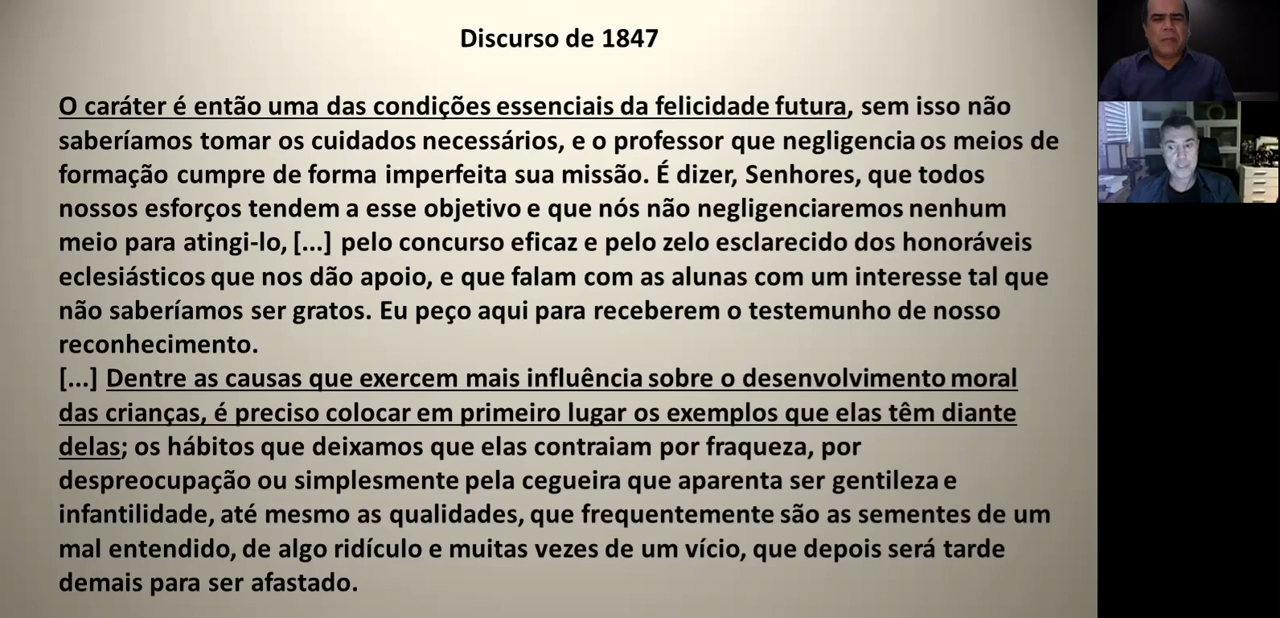 Discurso de 1847
O caráter é então uma das condições essenciais da felicidade futura, sem isso não
saberíamos tomar os cuidados necessários, e o professor que negligencia os meios de
formação cumpre de forma imperfeita sua missão. É dizer, Senhores, que todos
nossos esforços tendem a esse objetivo e que nós não negligenciaremos nenhum
meio para atingi-lo, [...] pelo concurso eficaz e pelo zelo esclarecido dos honoráveis
eclesiásticos que nos dão apoio, e que falam com as alunas com um interesse tal que
não saberíamos ser gratos. Eu peço aqui para receberem o testemunho de nosso
reconhecimento.
[...] Dentre as causas que exercem mais influência sobre o desenvolvimento moral
das crianças, é preciso colocar em primeiro lugar os exemplos que elas têm diante
delas; os hábitos que deixamos que elas contraiam por fraqueza, por
despreocupação ou simplesmente pela cegueira que aparenta ser gentileza e
infantilidade, até mesmo as qualidades, que frequentemente são as sementes de um
mal entendido, de algo ridículo e muitas vezes de um vício, que depois será tarde
demais para ser afastado.